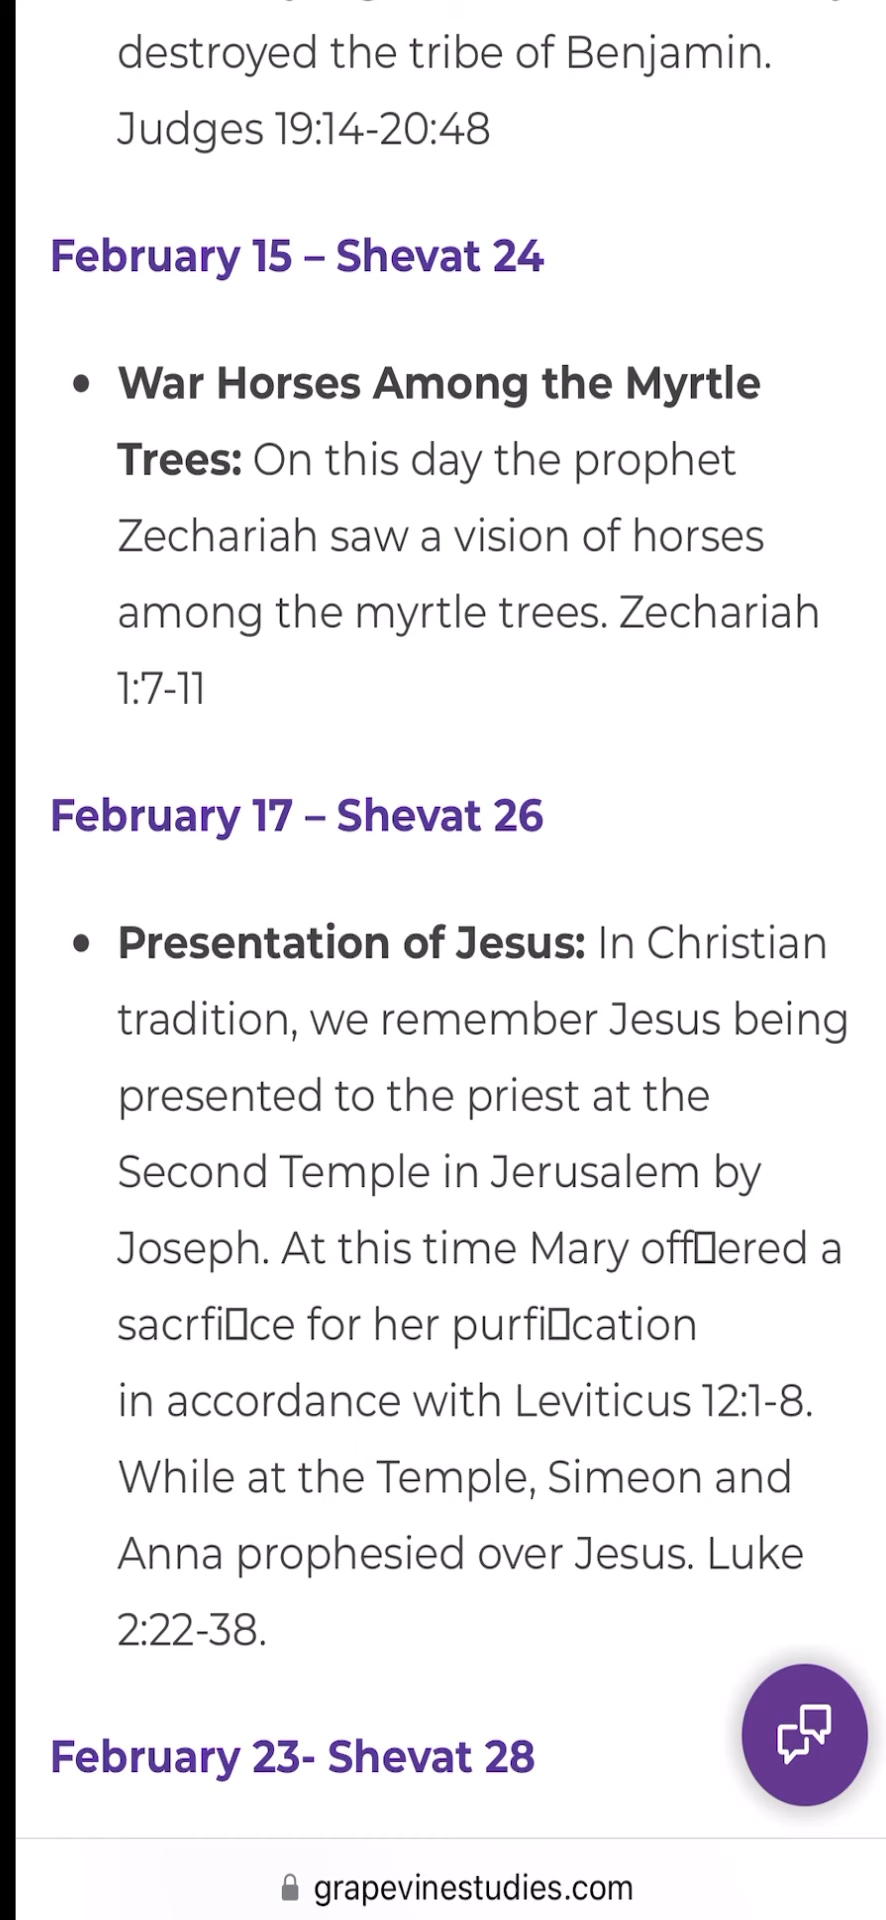 destroyed the tribe of Benjamin.
Judges 19:14-20:48
February 15 – Shevat 24
• War Horses Among the Myrtle
Trees: On this day the prophet
Zechariah saw a vision of horses
among the myrtle trees. Zechariah
1:7-11
February 17 – Shevat 26
• Presentation of Jesus: In Christian
tradition, we remember Jesus being
presented to the priest at the
Second Temple in Jerusalem by
Joseph. At this time Mary off▯ered a
sacrfi▯ce for her purfi▯cation
in accordance with Leviticus 12:1-8.
While at the Temple, Simeon and
Anna prophesied over Jesus. Luke
2:22-38.
February 23- Shevat 28
grapevinestudies.com